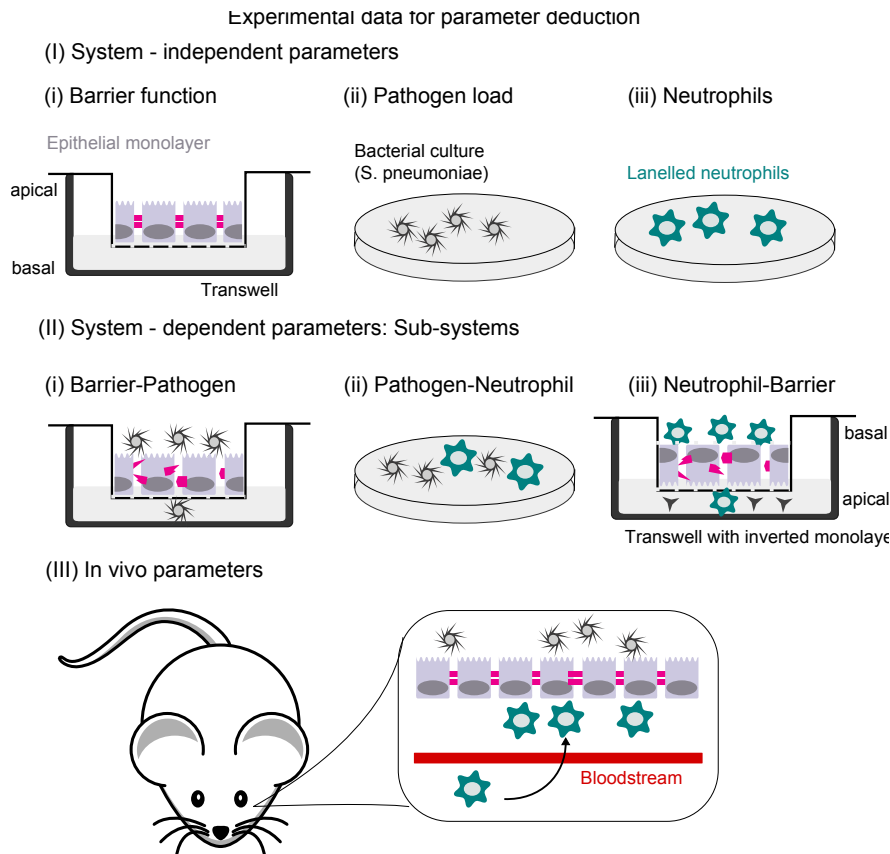 Experimental data for parameter deduction
(I) System - independent parameters
(i) Barrier function
(ii) Pathogen load
(iii) Neutrophils
Epithelial monolayer
Bacterial culture
(S. pneumoniae)
Lanelled neutrophils
apical
basal
Transwell
(II) System - dependent parameters: Sub-systems
(i) Barrier-Pathogen
(ii) Pathogen-Neutrophil
(iii) Neutrophil-Barrier
basal
apical
Transwell with inverted monolaye
(III) In vivo parameters
Bloodstream